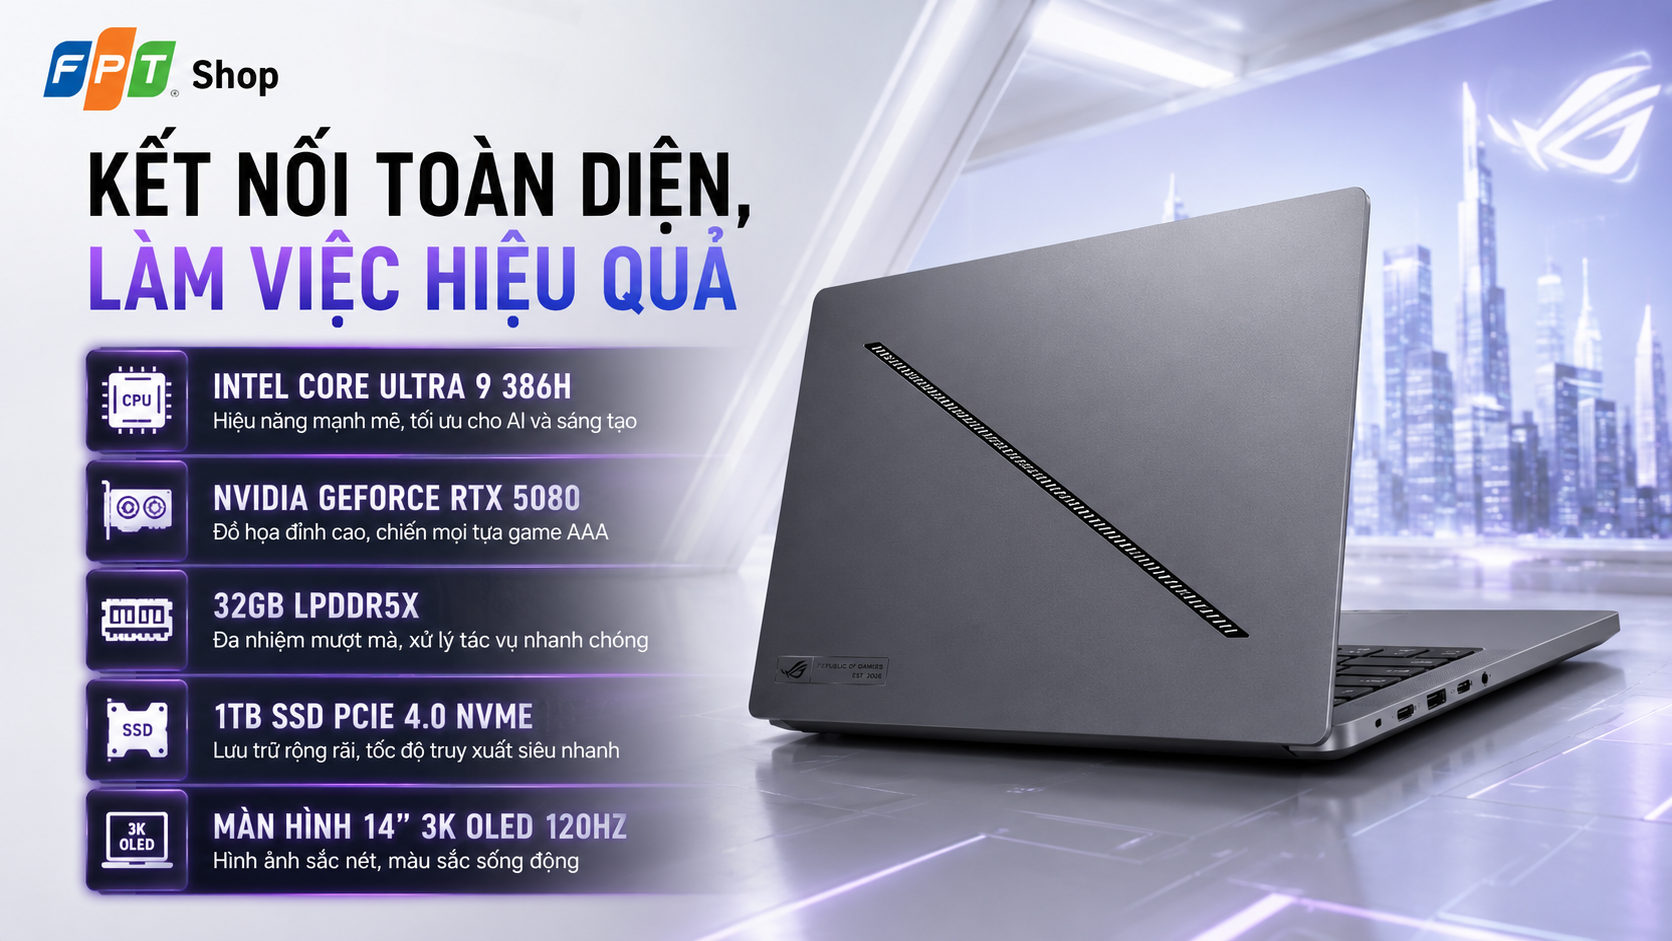 FPT® Shop
KẾT NỐI TOÀN DIỆN,
LÀM VIỆC HIỆU QUẢ
CPU
INTEL CORE ULTRA 9 386H
Hiệu năng mạnh mẽ, tối ưu cho AI và sáng tạo
NVIDIA GEFORCE RTX 5080
Đồ họa đỉnh cao, chiến mọi tựa game AAA
32GB LPDDR5X
Đa nhiệm mượt mà, xử lý tác vụ nhanh chóng
SSD
1TB SSD PCIE 4.0 NVME
Lưu trữ rộng rãi, tốc độ truy xuất siêu nhanh
3K
OLED
MÀN HÌNH 14” 3K OLED 120HZ
Hình ảnh sắc nét, màu sắc sống động
REPUBLIC OF GAMERS